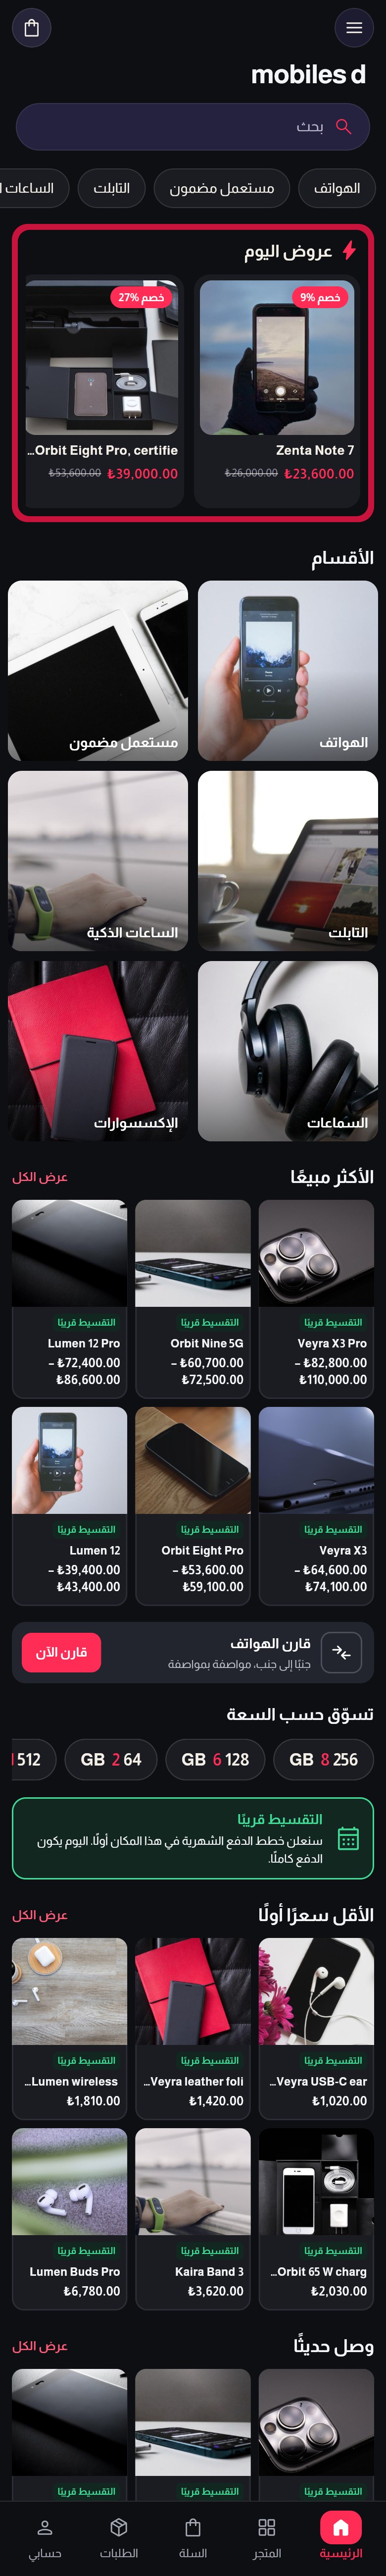 mobiles d
بحث
الهواتف
مستعمل مضمون
التابلت
الساعات ا
عروض اليوم
خصم 9%
خصم 27%
Zenta Note 7
Orbit Eight Pro, certifie...
₺23,600.00 ₺26,000.00
₺39,000.00 ₺53,600.00
الأقسام
الهواتف
مستعمل مضمون
التابلت
الساعات الذكية
السماعات
الإكسسوارات
الأكثر مبيعًا
عرض الكل
التقسيط قريبًا
Veyra X3 Pro
₺82,800.00 –
₺110,000.00
التقسيط قريبًا
Orbit Nine 5G
₺60,700.00 –
₺72,500.00
التقسيط قريبًا
Lumen 12 Pro
₺72,400.00 –
₺86,600.00
التقسيط قريبًا
Veyra X3
₺64,600.00 –
₺74,100.00
التقسيط قريبًا
Orbit Eight Pro
₺53,600.00 –
₺59,100.00
التقسيط قريبًا
Lumen 12
₺39,400.00 –
₺43,400.00
قارن الهواتف
جنبًا إلى جنب، مواصفة بمواصفة
قارن الآن
تسوّق حسب السعة
GB 8 256
GB 6 128
GB 2 64
512
التقسيط قريبًا
سنعلن خطط الدفع الشهرية في هذا المكان أولًا. اليوم يكون
الدفع كاملًا.
الأقل سعرًا أولًا
عرض الكل
التقسيط قريبًا
Veyra USB-C ear...
₺1,020.00
التقسيط قريبًا
Veyra leather foli...
₺1,420.00
التقسيط قريبًا
Lumen wireless...
₺1,810.00
التقسيط قريبًا
Orbit 65 W charg...
₺2,030.00
التقسيط قريبًا
Kaira Band 3
₺3,620.00
التقسيط قريبًا
Lumen Buds Pro
₺6,780.00
وصل حديثًا
عرض الكل
التقسيط قريبًا
التقسيط قريبًا
التقسيط قريبًا
الرئيسية
المتجر
السلة
الطلبات
حسابي